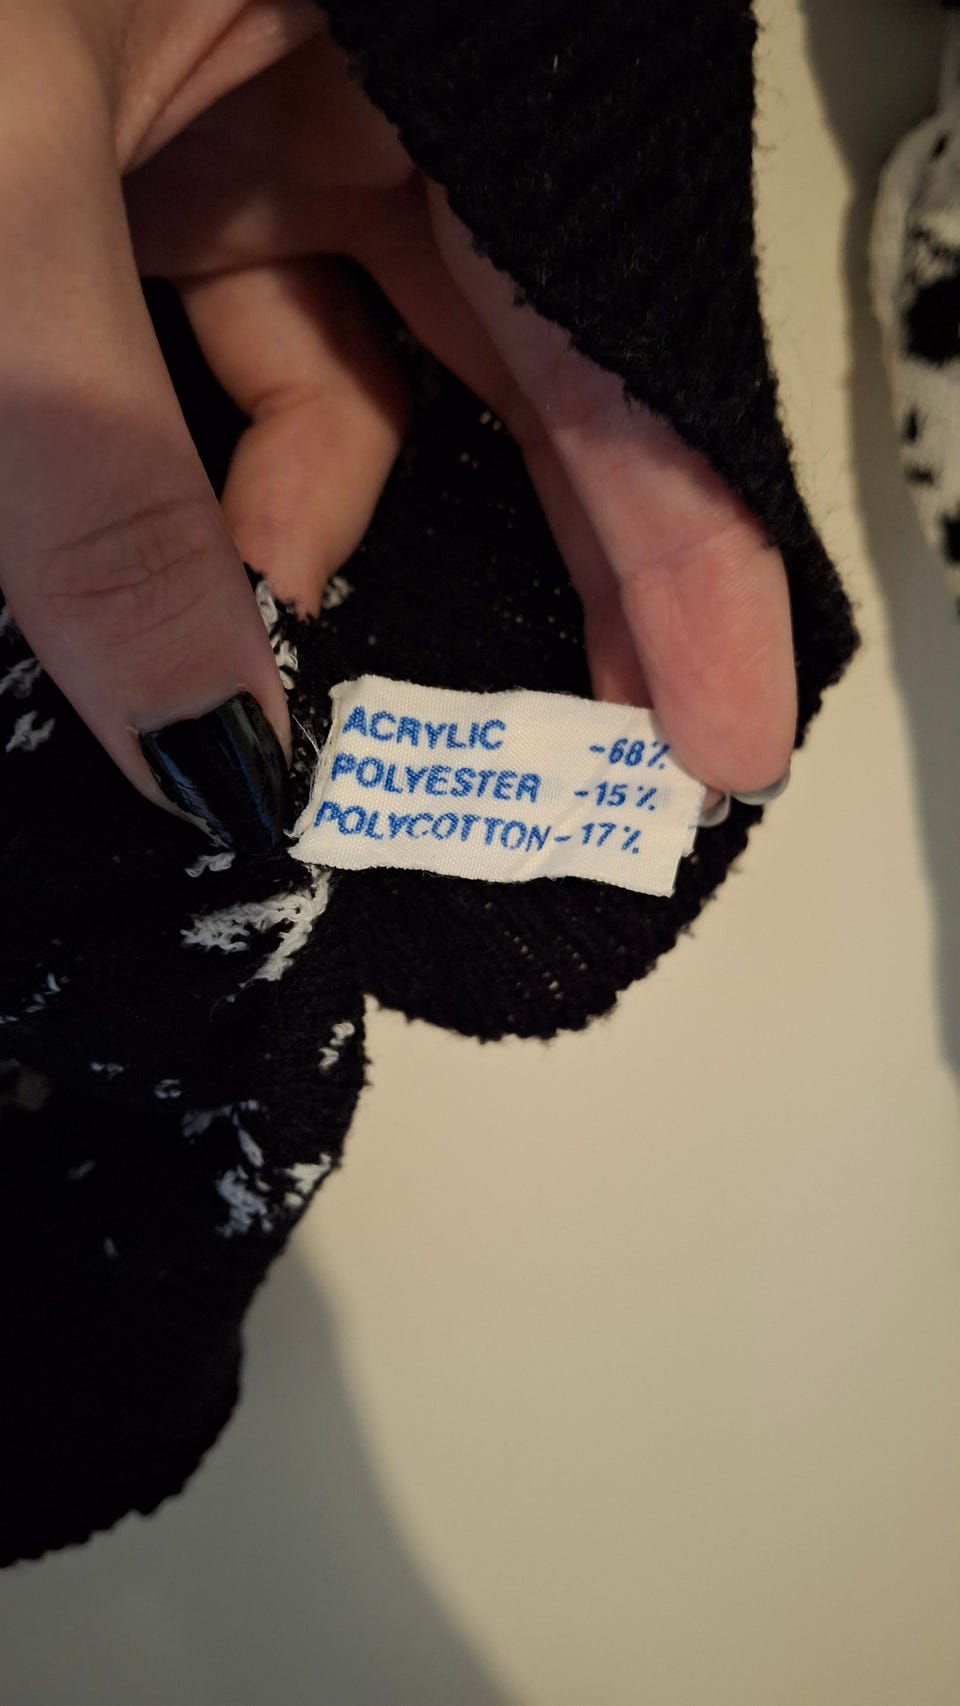 ACRYLIC -68%
POLYESTER -15%
POLYCOTTON-17%